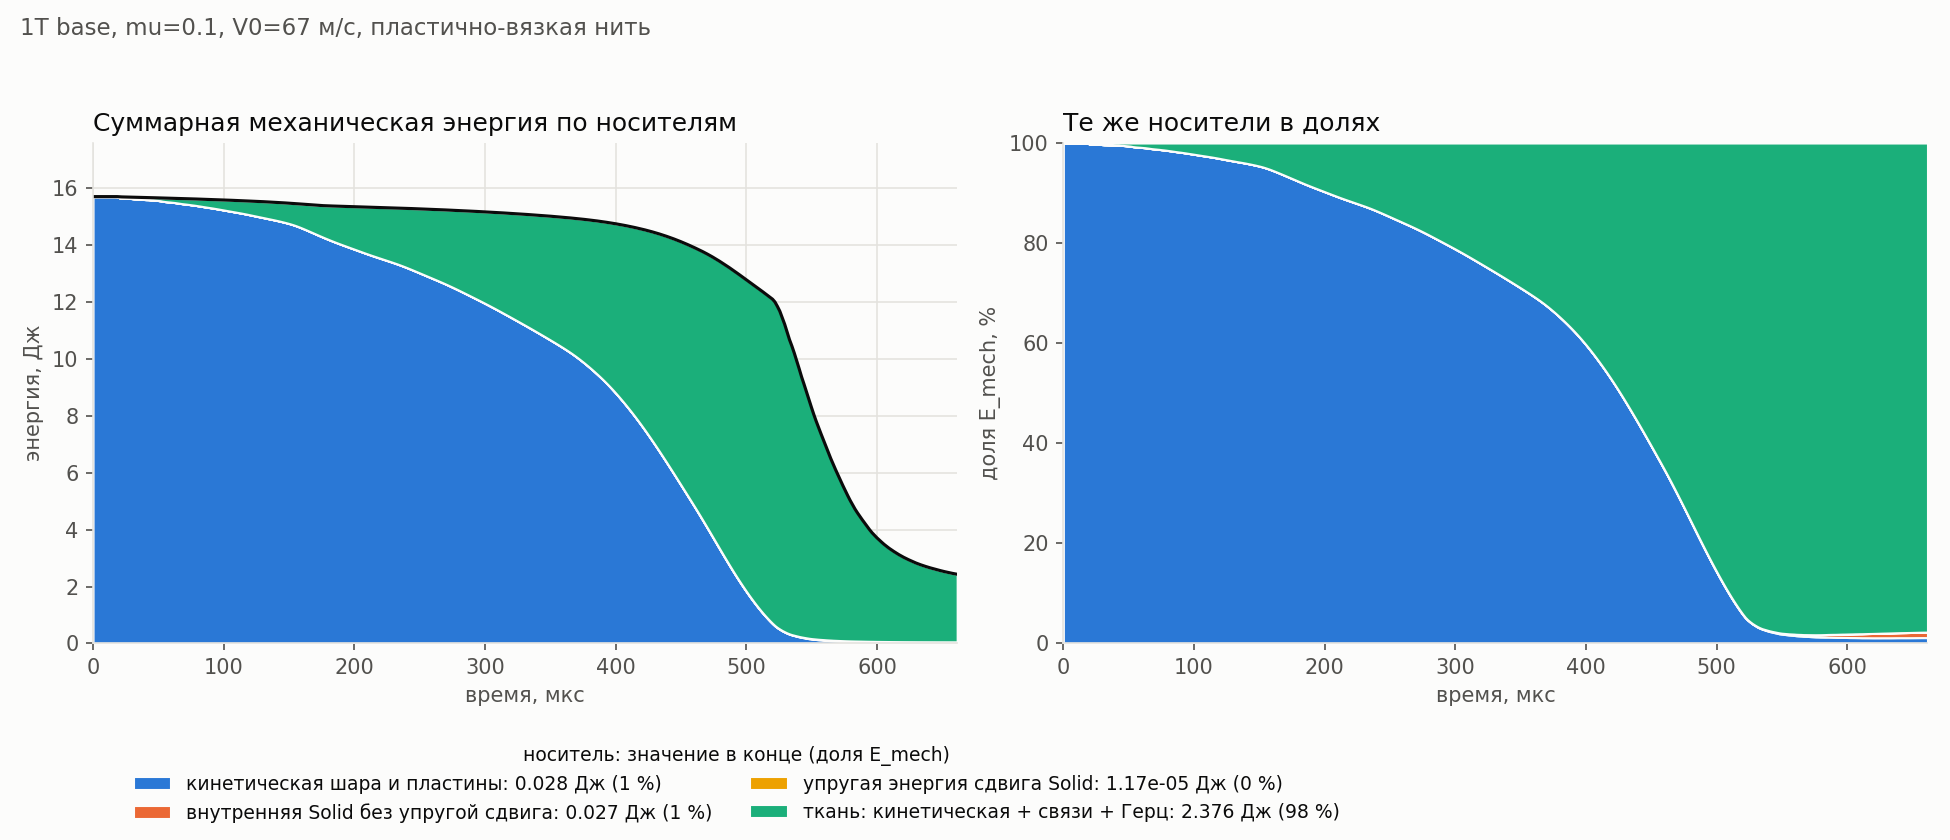 1T base, mu=0.1, V0=67 м/с, пластично-вязкая нить
Суммарная механическая энергия по носителям
энергия, Дж
16
14
12
10
8
6
4
2
0
0 100 200 300 400 500 600
время, мкс
Те же носители в долях
доля E_mech, %
100
80
60
40
20
0
0 100 200 300 400 500 600
время, мкс
носитель: значение в конце (доля E_mech)
кинетическая шара и пластины: 0.028 Дж (1 %)
внутренняя Solid без упругой сдвига: 0.027 Дж (1 %)
упругая энергия сдвига Solid: 1.17e-05 Дж (0 %)
ткань: кинетическая + связи + Герц: 2.376 Дж (98 %)